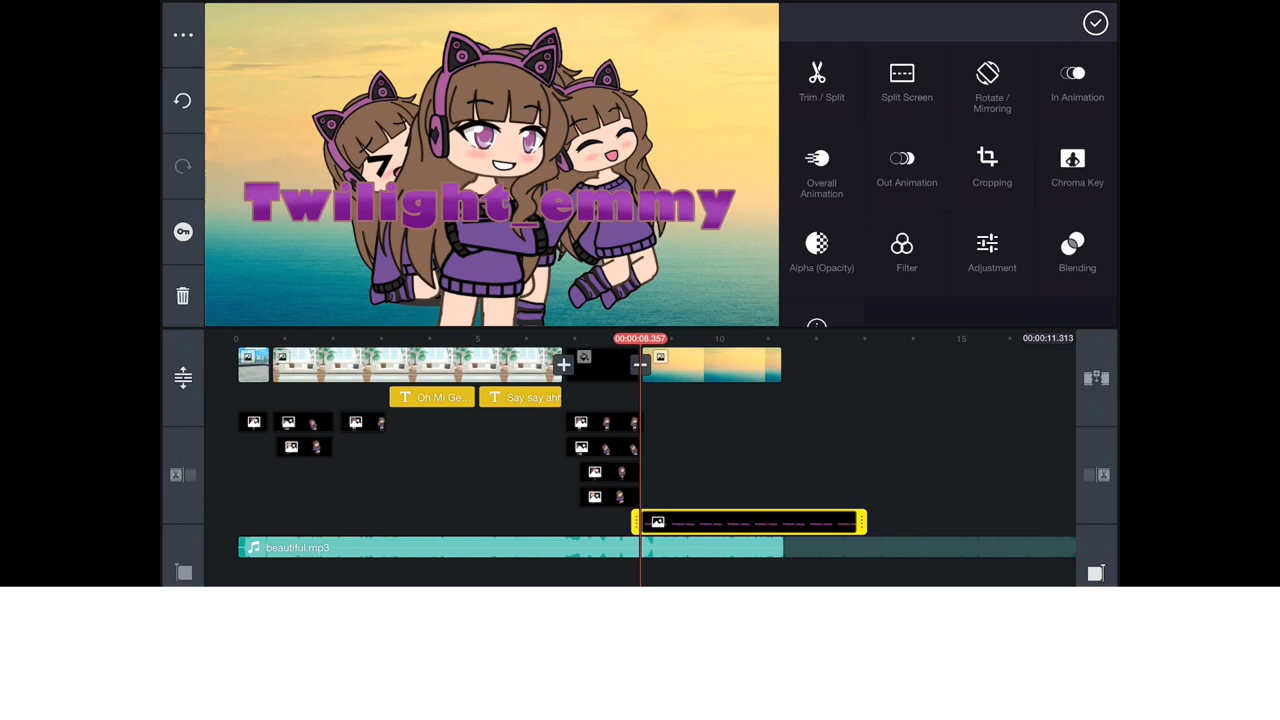 Trim / Split
Split Screen
Rotate /
Mirroring
In Animation
Overall
Animation
Out Animation
Cropping
Chroma Key
Alpha (Opacity)
Filter
Adjustment
Blending
Twilight_emmy
0
5
00:00:08.357
10
15
00:00:11.313
T Oh Mi Ge...
T Say say ahh
beautiful.mp3